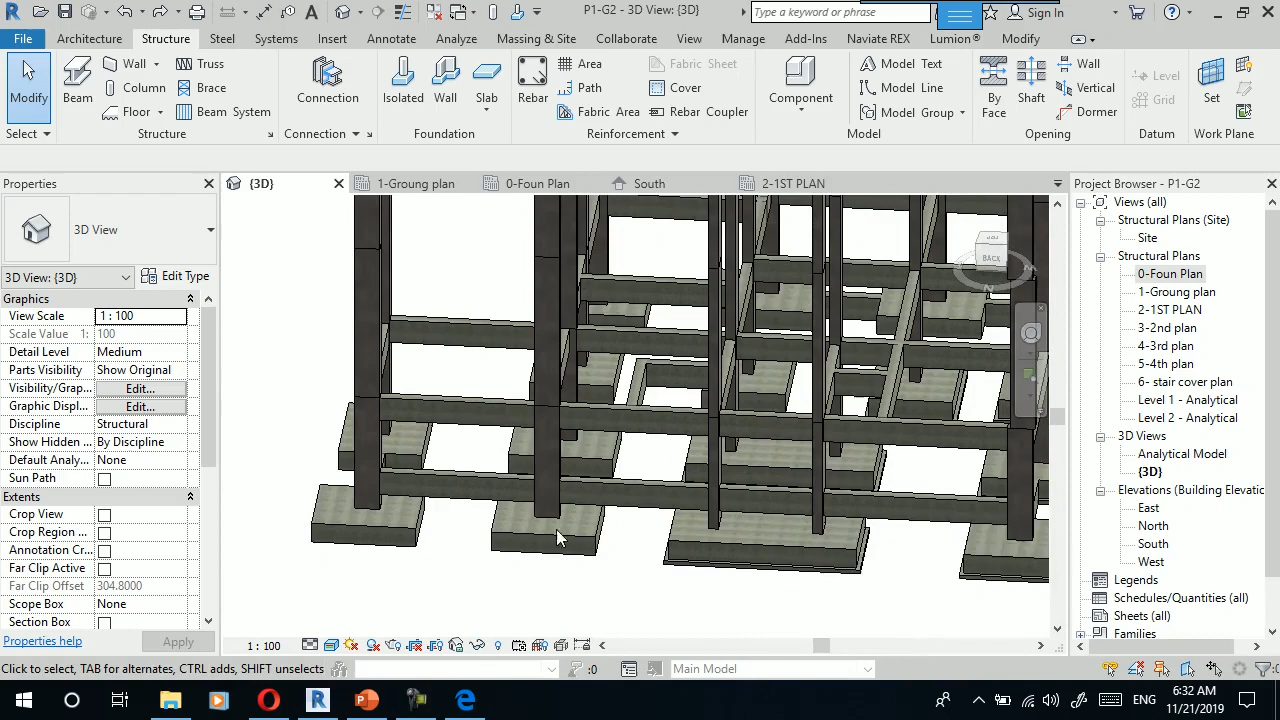 P1-G2 - 3D View: {3D}
Type a keyword or phrase
Sign In
File Architecture Structure Steel Systems Insert Annotate Analyze Massing & Site Collaborate View Manage Add-Ins Naviate REX Lumion® Modify
Modify
Beam
Wall
Column
Floor
Truss
Brace
Beam System
Connection
Isolated
Wall
Slab
Rebar
Area
Path
Fabric Area
Fabric Sheet
Cover
Rebar Coupler
Component
Model Text
Model Line
Model Group
By
Face
Shaft
Wall
Vertical
Dormer
Level
Grid
Set
Select Structure Connection Foundation Reinforcement Model Opening Datum Work Plane
Properties
{3D} 1-Groung plan 0-Foun Plan South 2-1ST PLAN
Project Browser - P1-G2
3D View
3D View: {3D} Edit Type
Graphics
View Scale 1 : 100
Scale Value 1: 100
Detail Level Medium
Parts Visibility Show Original
Visibility/Grap... Edit...
Graphic Displ... Edit...
Discipline Structural
Show Hidden ... By Discipline
Default Analy... None
Sun Path
Extents
Crop View
Crop Region ...
Annotation Cr...
Far Clip Active
Far Clip Offset 304.8000
Scope Box None
Section Box
Properties help Apply
BACK
N
Views (all)
Structural Plans (Site)
Site
Structural Plans
0-Foun Plan
1-Groung plan
2-1ST PLAN
3-2nd plan
4-3rd plan
5-4th plan
6- stair cover plan
Level 1 - Analytical
Level 2 - Analytical
3D Views
Analytical Model
{3D}
Elevations (Building Elevatio
East
North
South
West
Legends
Schedules/Quantities (all)
Sheets (all)
Families
1 : 100
Click to select, TAB for alternates, CTRL adds, SHIFT unselects
:0
Main Model
ENG
6:32 AM
11/21/2019